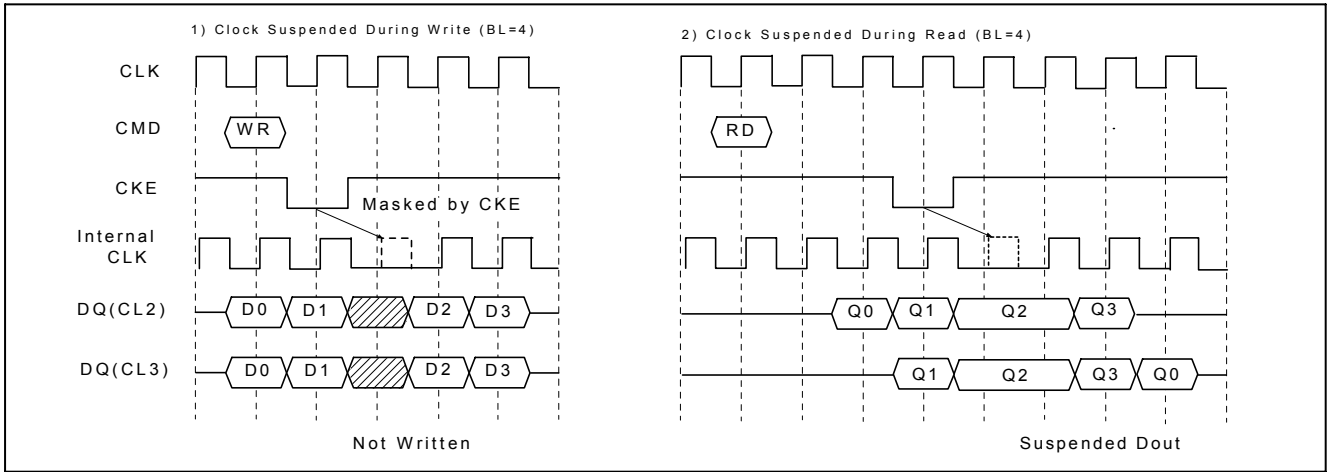 1) Clock Suspended During Write (BL=4)
2) Clock Suspended During Read (BL=4)
CLK
CMD
WR
RD
CKE
Masked by CKE
Internal
CLK
DQ(CL2)
D0
D1
D2
D3
Q0
Q1
Q2
Q3
DQ(CL3)
D0
D1
D2
D3
Q1
Q2
Q3
Q0
Not Written
Suspended Dout